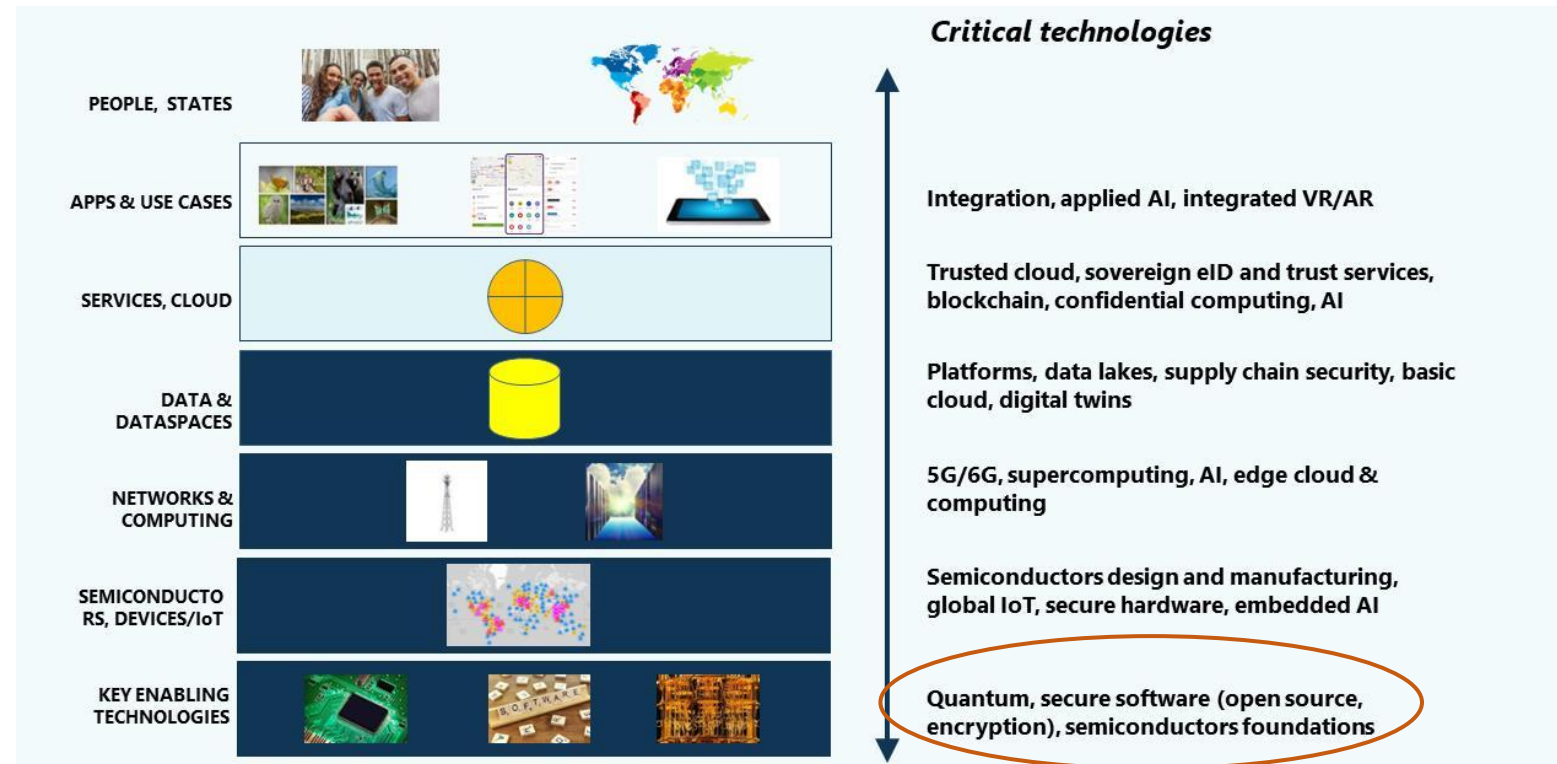 Critical technologies
PEOPLE, STATES
APPS & USE CASES
Integration, applied AI, integrated VR/AR
SERVICES, CLOUD
Trusted cloud, sovereign eID and trust services,
blockchain, confidential computing, AI
DATA &
DATASPACES
Platforms, data lakes, supply chain security, basic
cloud, digital twins
NETWORKS &
COMPUTING
5G/6G, supercomputing, AI, edge cloud &
computing
SEMICONDUCTO
RS, DEVICES/IoT
Semiconductors design and manufacturing,
global IoT, secure hardware, embedded AI
KEY ENABLING
TECHNOLOGIES
SOFTWARE
Quantum, secure software (open source,
encryption), semiconductors foundations